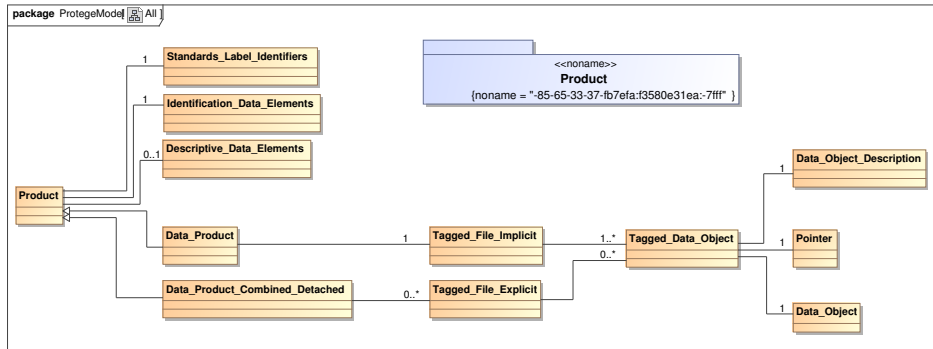 package ProtegeModel[ All ]
Standards_Label_Identifiers
1
Identification_Data_Elements
1
Descriptive_Data_Elements
0..1
<<noname>>
Product
{noname = "-85-65-33-37-fb7efa:f3580e31ea:-7fff" }
Product
Data_Product
1
Tagged_File_Implicit
1..*
Tagged_Data_Object
0..*
Data_Product_Combined_Detached
0..*
Tagged_File_Explicit
Data_Object_Description
1
Pointer
1
Data_Object
1